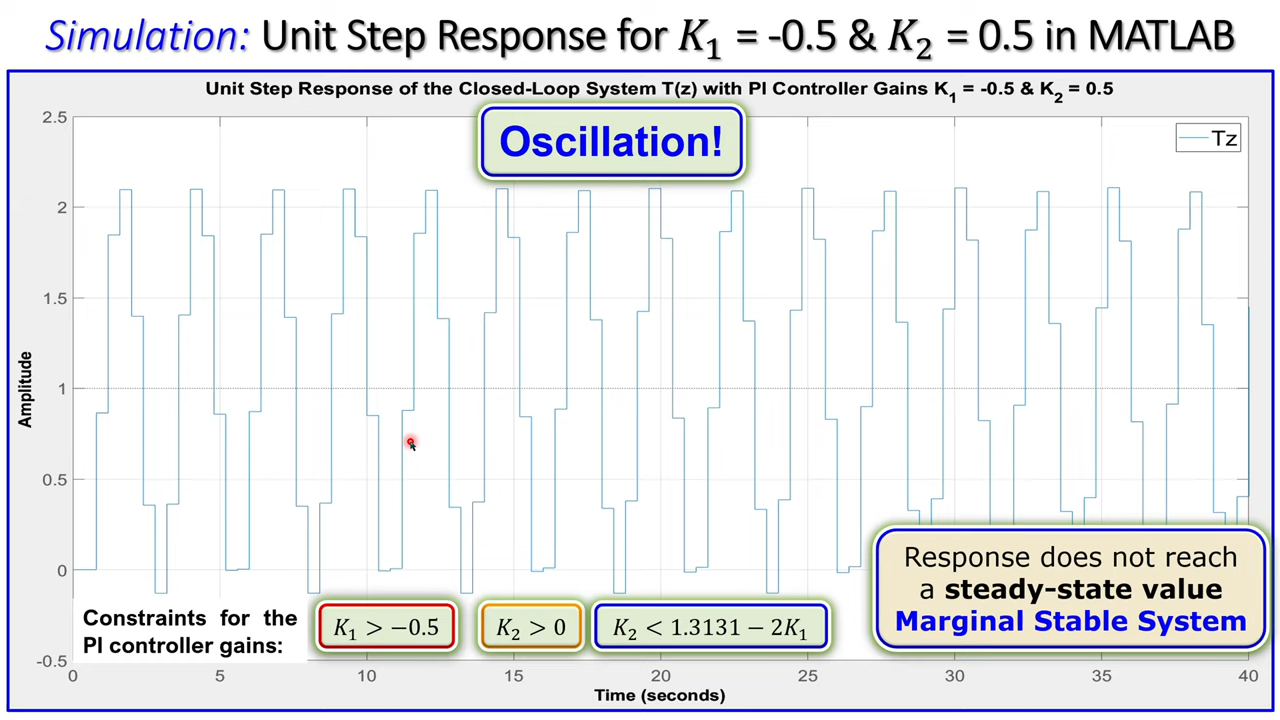 Simulation: Unit Step Response for K₁ = -0.5 & K₂ = 0.5 in MATLAB
Unit Step Response of the Closed-Loop System T(z) with PI Controller Gains K₁ = -0.5 & K₂ = 0.5
Oscillation!
Tz
2.5
2
1.5
1
0.5
0
-0.5
Amplitude
Response does not reach
a steady-state value
Marginal Stable System
Constraints for the
PI controller gains:
K₁ > −0.5
K₂ > 0
K₂ < 1.3131 − 2K₁
0 5 10 15 20 25 30 35 40
Time (seconds)